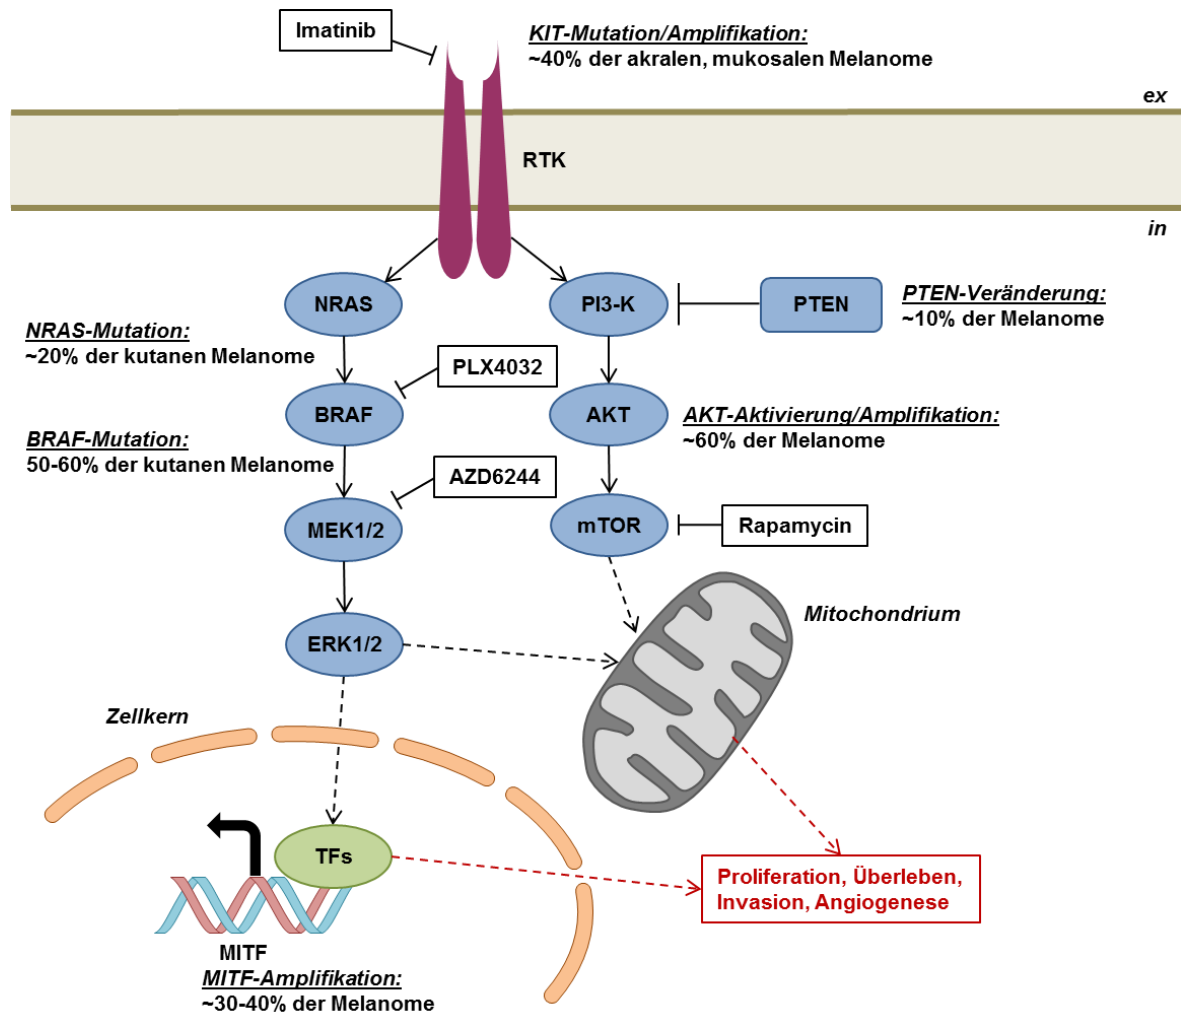 Imatinib
KIT-Mutation/Amplifikation:
~40% der akralen, mukosalen Melanome
ex
RTK
in
NRAS
PI3-K
PTEN
PTEN-Veränderung:
~10% der Melanome
NRAS-Mutation:
~20% der kutanen Melanome
PLX4032
BRAF
AKT
AKT-Aktivierung/Amplifikation:
~60% der Melanome
BRAF-Mutation:
50-60% der kutanen Melanome
AZD6244
MEK1/2
mTOR
Rapamycin
Mitochondrium
ERK1/2
Zellkern
TFs
Proliferation, Überleben,
Invasion, Angiogenese
MITF
MITF-Amplifikation:
~30-40% der Melanome